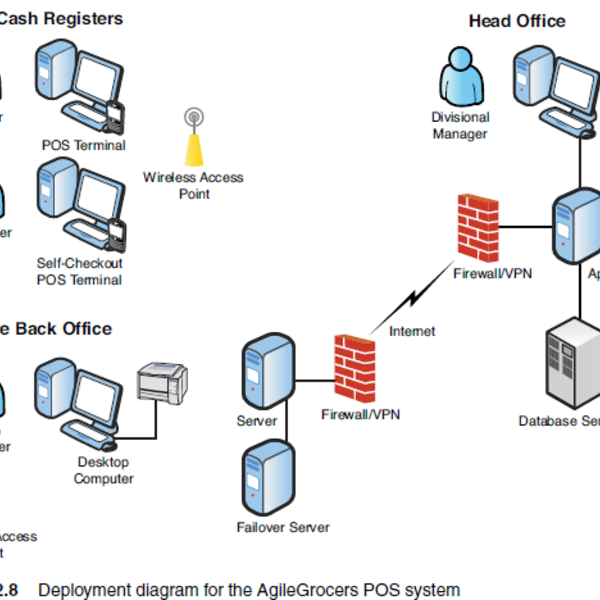 Cash Registers
Head Office
r
POS Terminal
Divisional
Manager
Wireless Access
Point
er
Self-Checkout
POS Terminal
Firewall/VPN
Ap
Internet
e Back Office
Server
Firewall/VPN
Database Ser
er
Desktop
Computer
Failover Server
Access
t
2.8 Deployment diagram for the AgileGrocers POS system